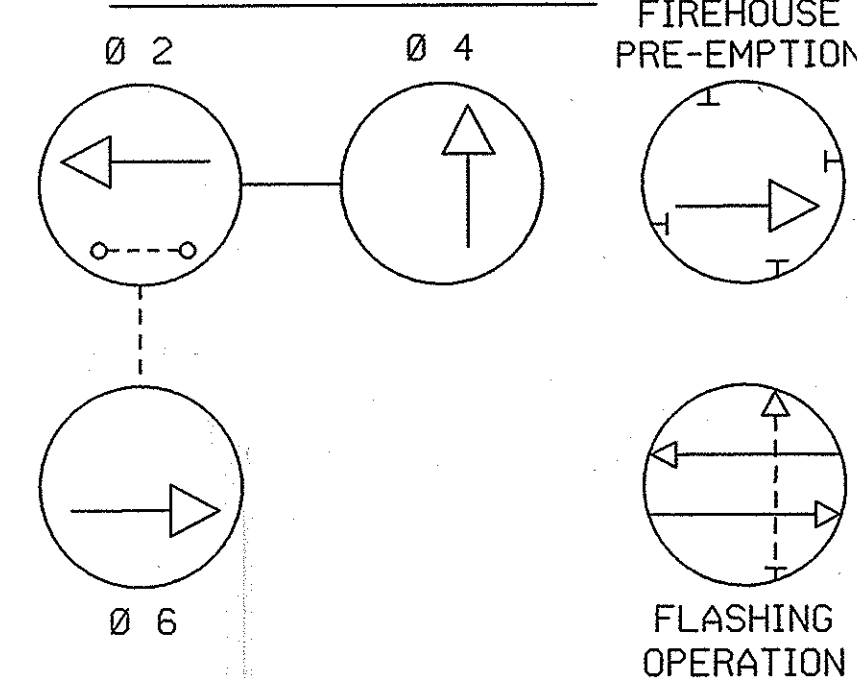 Ø 2
Ø 4
FIREHOUSE
PRE-EMPTION
Ø 6
FLASHING
OPERATION